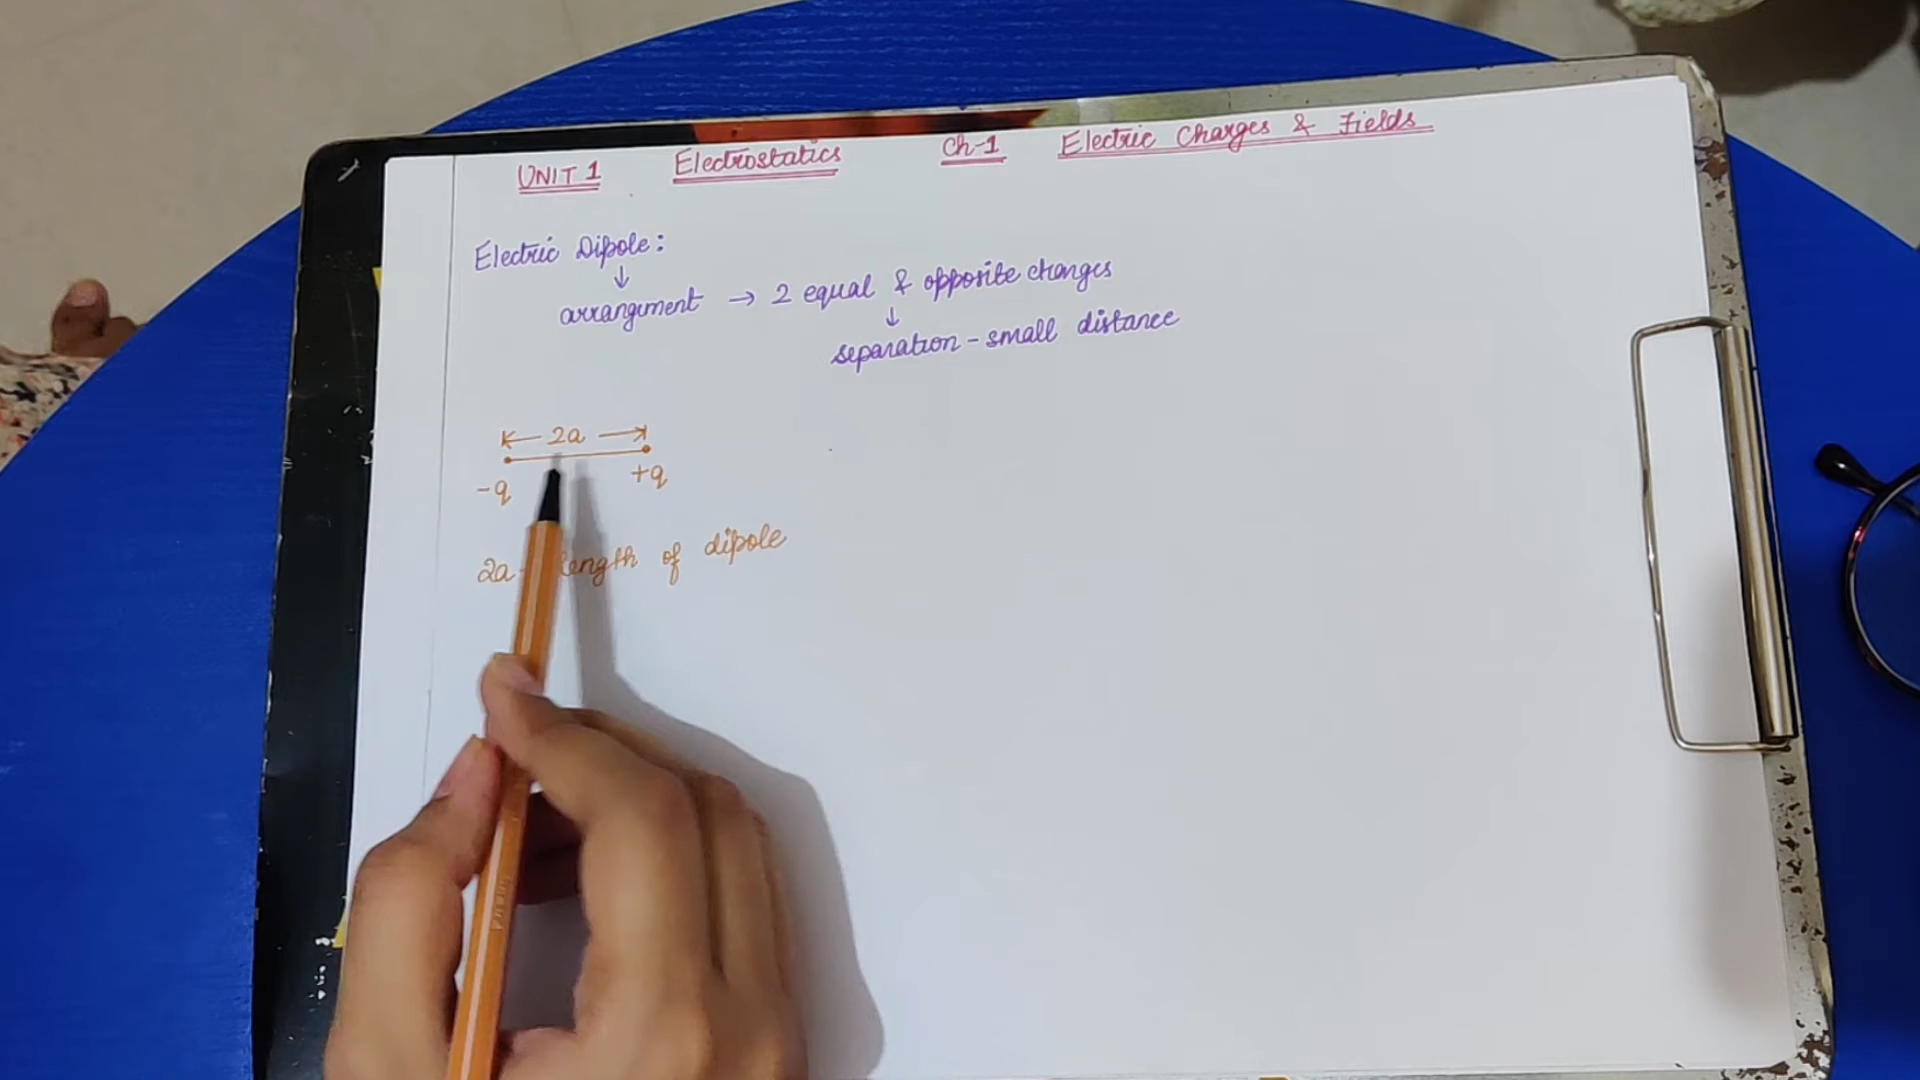 UNIT 1 Electrostatics Ch-1 Electric Charges & Fields
Electric Dipole:
↓
arrangement → 2 equal & opposite charges
↓
separation - small distance
2a
-q +q
2a - length of dipole